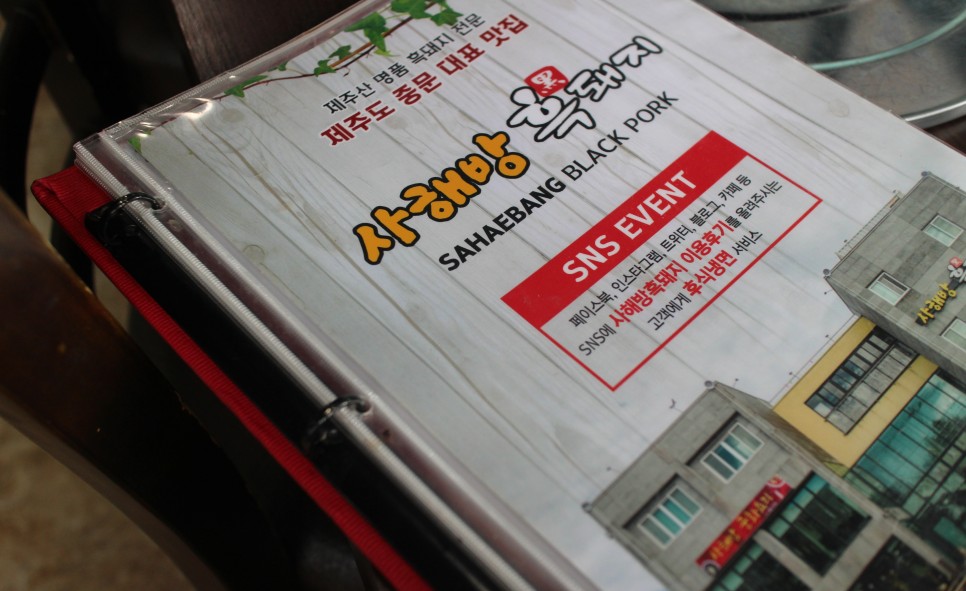 제주산 명품 흑돼지 전문
제주도 중문 대표 맛집
사해방 黑 흑돼지
SAHAEBANG BLACK PORK
SNS EVENT
페이스북, 인스타그램, 트위터, 블로그, 카페 등
SNS에 사해방흑돼지 이용후기를 올려주시는
고객에게 후식냉면 서비스
사해방